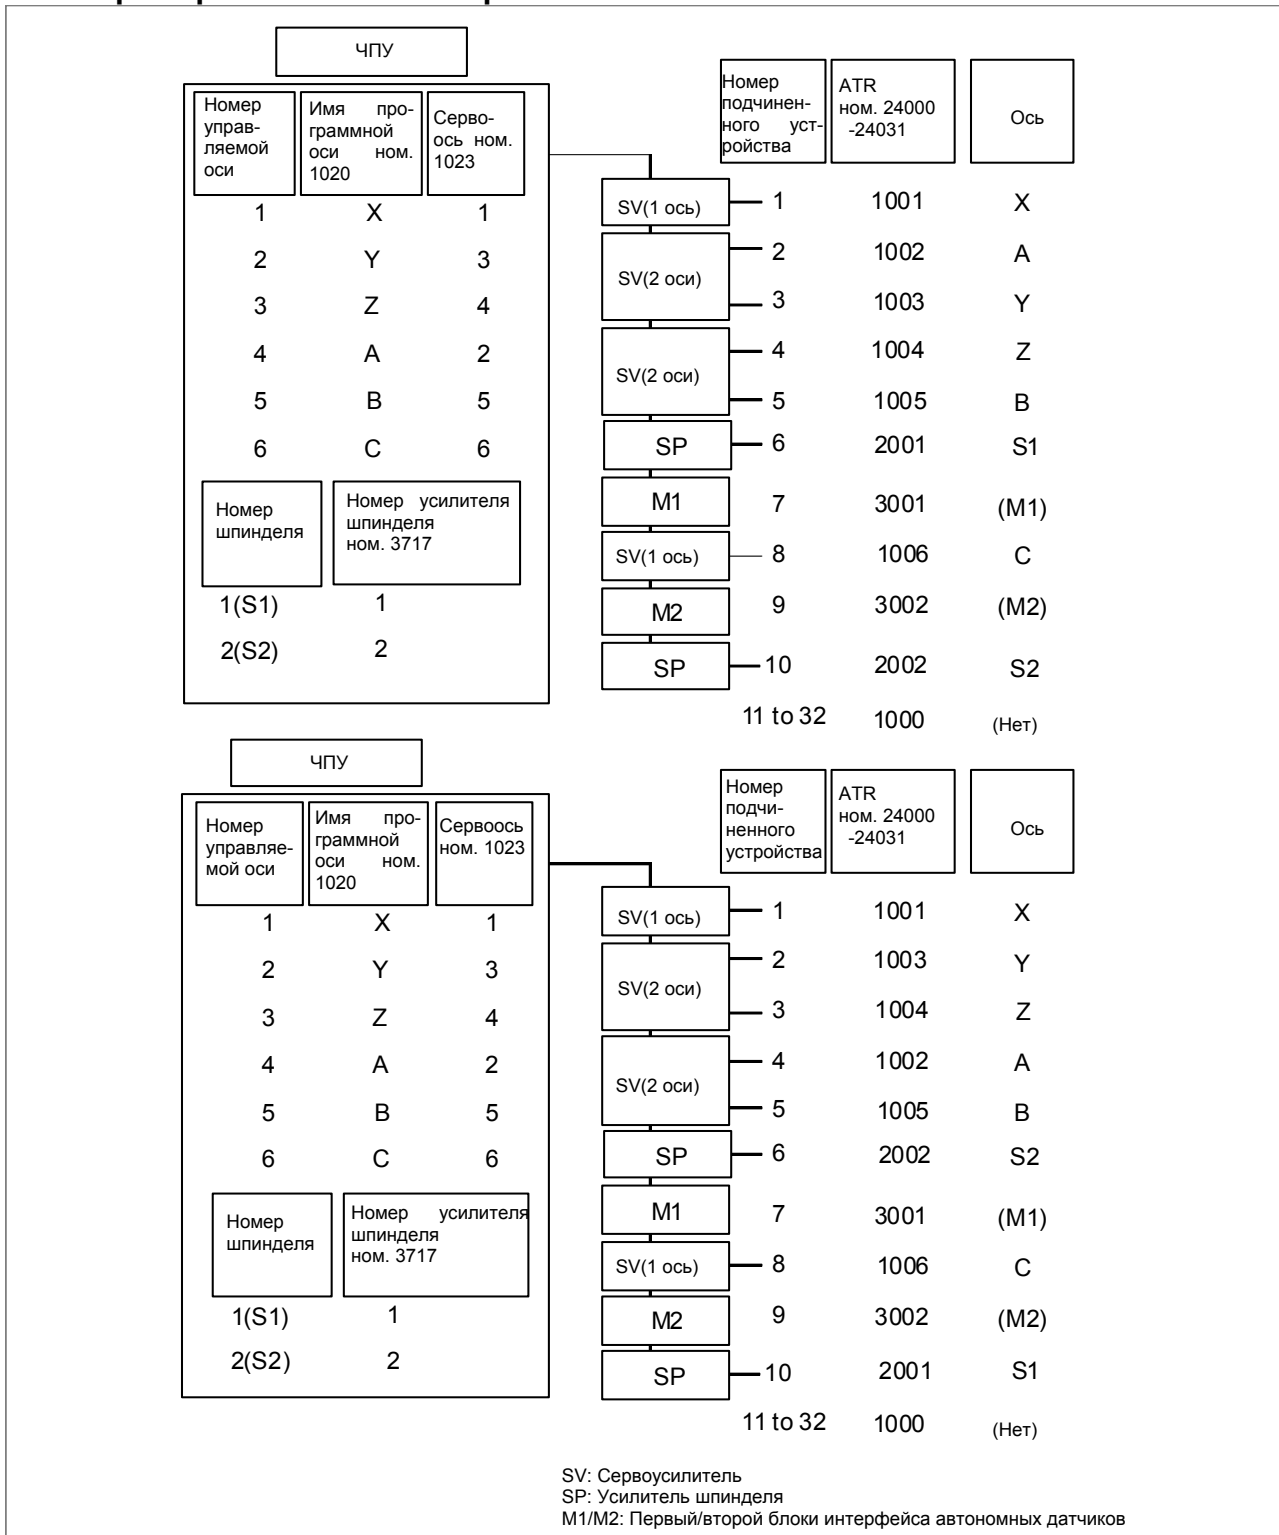 ЧПУ
Номер управ-ляемой оси
Имя про-граммной оси ном. 1020
Серво-ось ном. 1023
Номер подчинен-ного уст-ройства
ATR ном. 24000 -24031
Ось
1 X 1
2 Y 3
3 Z 4
4 A 2
5 B 5
6 C 6
Номер шпинделя
Номер усилителя шпинделя ном. 3717
1(S1) 1
2(S2) 2
SV(1 ось) 1 1001 X
SV(2 оси) 2 1002 A
3 1003 Y
SV(2 оси) 4 1004 Z
5 1005 B
SP 6 2001 S1
M1 7 3001 (M1)
SV(1 ось) 8 1006 C
M2 9 3002 (M2)
SP 10 2002 S2
11 to 32 1000 (Нет)
ЧПУ
Номер управляе-мой оси
Имя про-граммной оси ном. 1020
Сервоось ном. 1023
Номер подчи-ненного устройства
ATR ном. 24000 -24031
Ось
1 X 1
2 Y 3
3 Z 4
4 A 2
5 B 5
6 C 6
Номер шпинделя
Номер усилителя шпинделя ном. 3717
1(S1) 1
2(S2) 2
SV(1 ось) 1 1001 X
SV(2 оси) 2 1003 Y
3 1004 Z
SV(2 оси) 4 1002 A
5 1005 B
SP 6 2002 S2
M1 7 3001 (M1)
SV(1 ось) 8 1006 C
M2 9 3002 (M2)
SP 10 2001 S1
11 to 32 1000 (Нет)
SV: Сервоусилитель
SP: Усилитель шпинделя
M1/M2: Первый/второй блоки интерфейса автономных датчиков